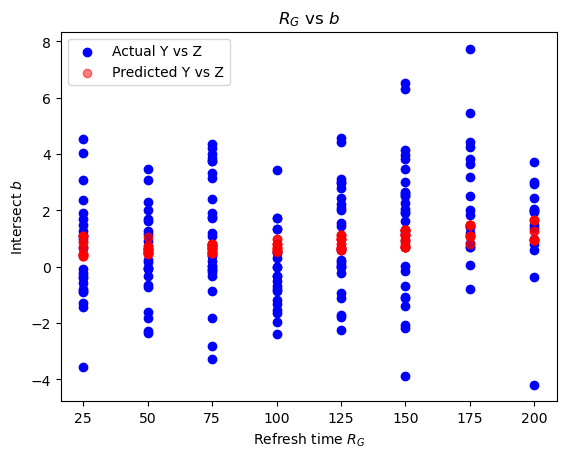 R_G vs b
Actual Y vs Z
Predicted Y vs Z
8
6
4
2
0
−2
−4
Intersect b
25 50 75 100 125 150 175 200
Refresh time R_G